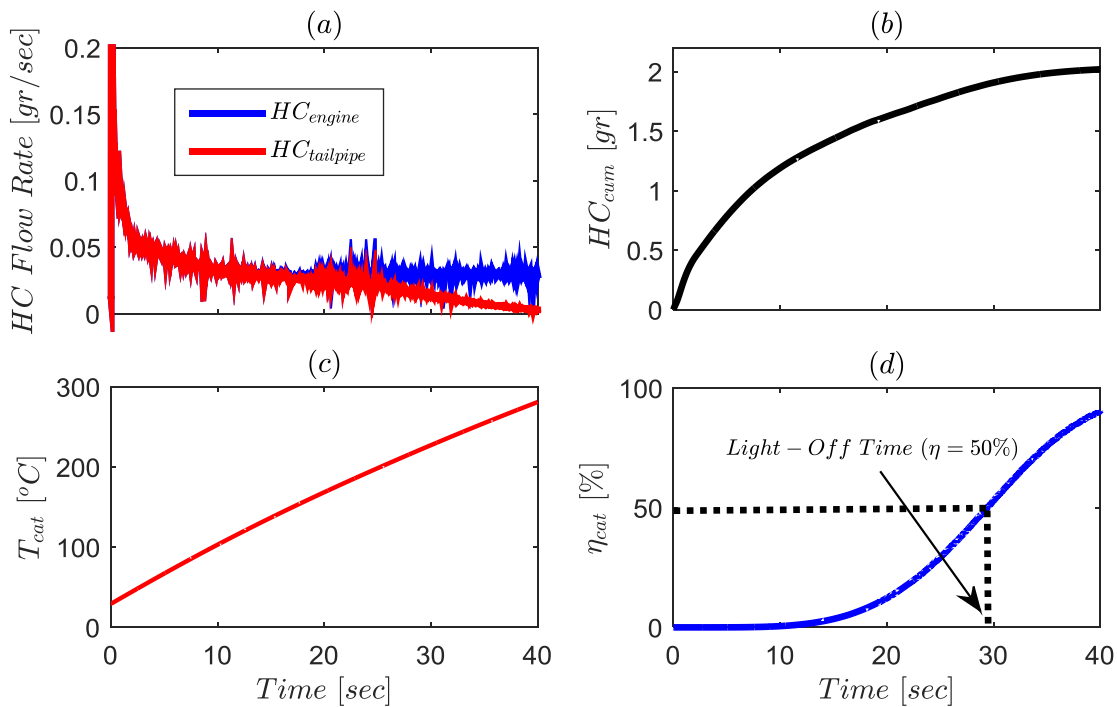 (a)
HC Flow Rate [gr/sec]
0.2
0.15
0.1
0.05
0
HC_engine
HC_tailpipe
(b)
HC_cum [gr]
2
1.5
1
0.5
0
(c)
T_cat [°C]
300
200
100
0
0 10 20 30 40
Time [sec]
(d)
η_cat [%]
100
50
0
Light − Off Time (η = 50%)
0 10 20 30 40
Time [sec]